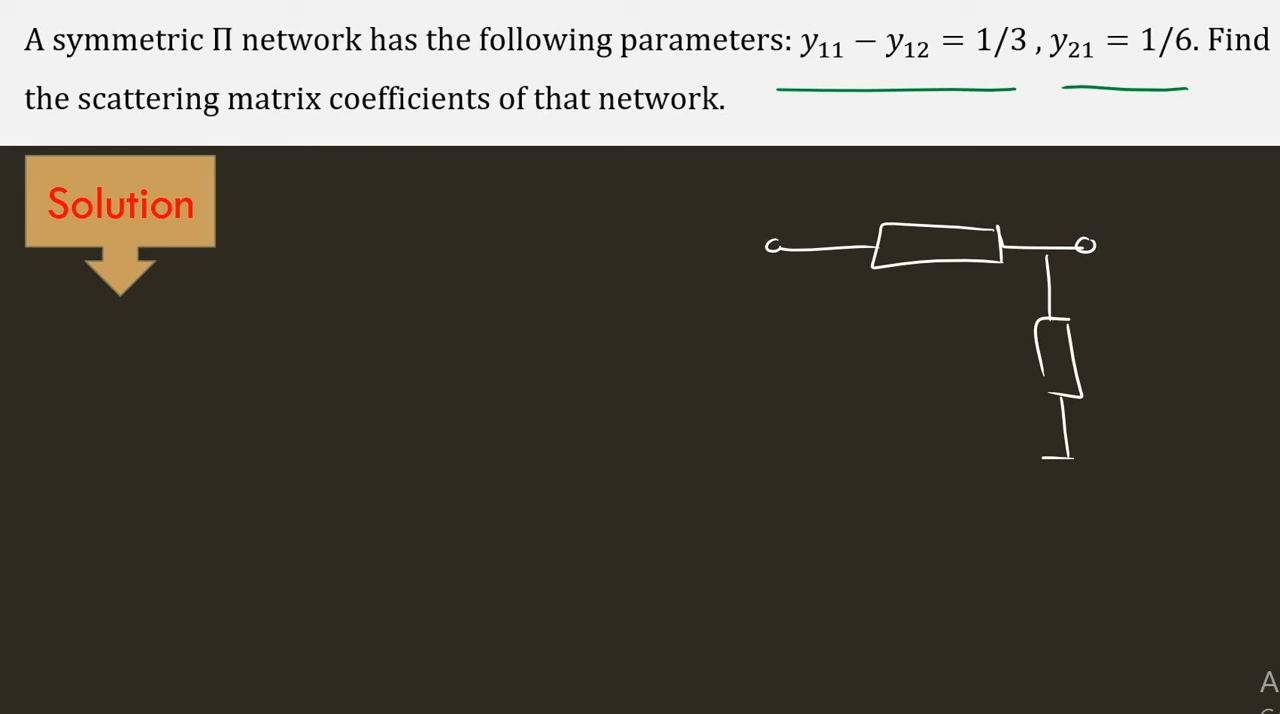 A symmetric Π network has the following parameters: y₁₁ − y₁₂ = 1/3 , y₂₁ = 1/6. Find
the scattering matrix coefficients of that network.
Solution
A